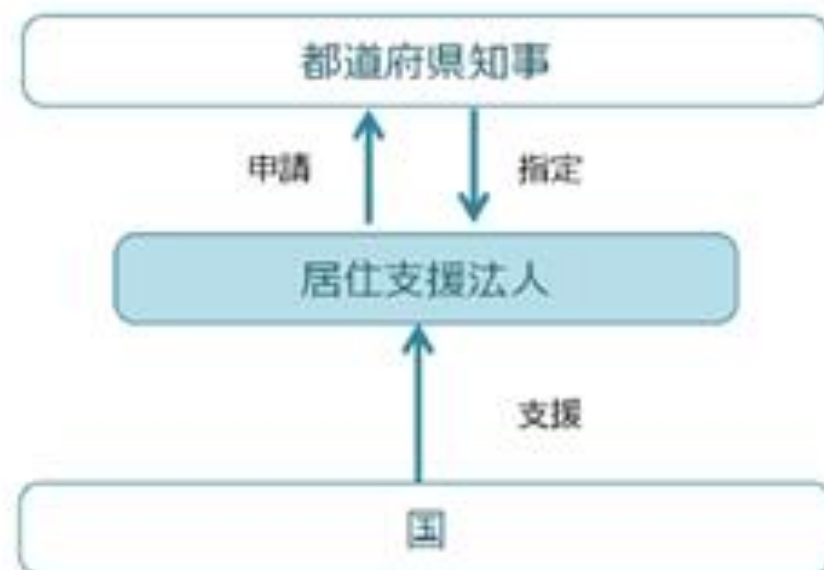 都道府県知事
申請
指定
居住支援法人
支援
国